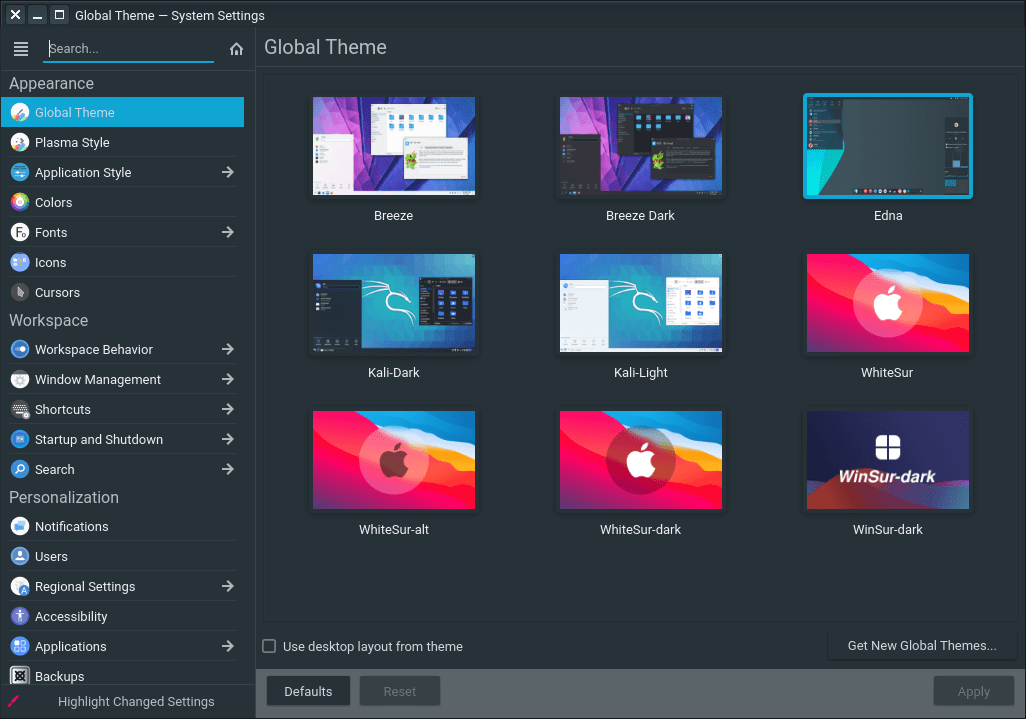 Global Theme — System Settings
Search...
Global Theme
Appearance
Global Theme
Plasma Style
Application Style
Colors
Fonts
Icons
Cursors
Workspace
Workspace Behavior
Window Management
Shortcuts
Startup and Shutdown
Search
Personalization
Notifications
Users
Regional Settings
Accessibility
Applications
Backups
Highlight Changed Settings
Breeze
Breeze Dark
Edna
Kali-Dark
Kali-Light
WhiteSur
WhiteSur-alt
WhiteSur-dark
WinSur-dark
WinSur-dark
Use desktop layout from theme
Get New Global Themes...
Defaults
Reset
Apply